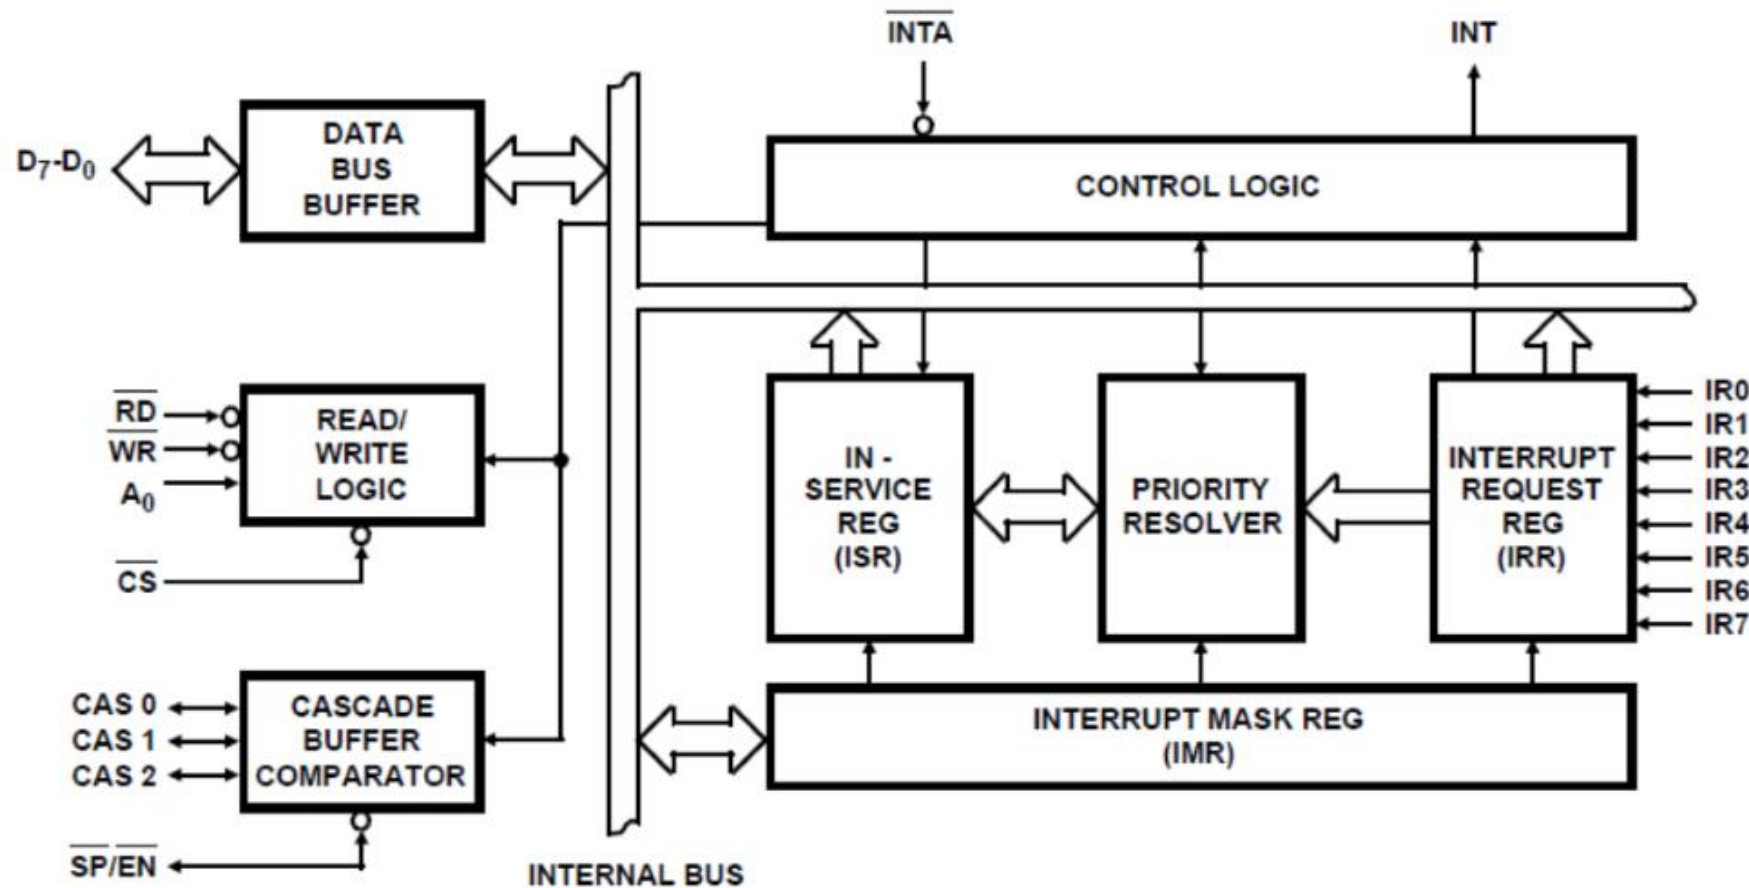 INTA
INT
D7-D0
DATA
BUS
BUFFER
CONTROL LOGIC
RD
WR
A0
CS
READ/
WRITE
LOGIC
IN -
SERVICE
REG
(ISR)
PRIORITY
RESOLVER
INTERRUPT
REQUEST
REG
(IRR)
IR0
IR1
IR2
IR3
IR4
IR5
IR6
IR7
CAS 0
CAS 1
CAS 2
CASCADE
BUFFER
COMPARATOR
INTERRUPT MASK REG
(IMR)
SP/EN
INTERNAL BUS